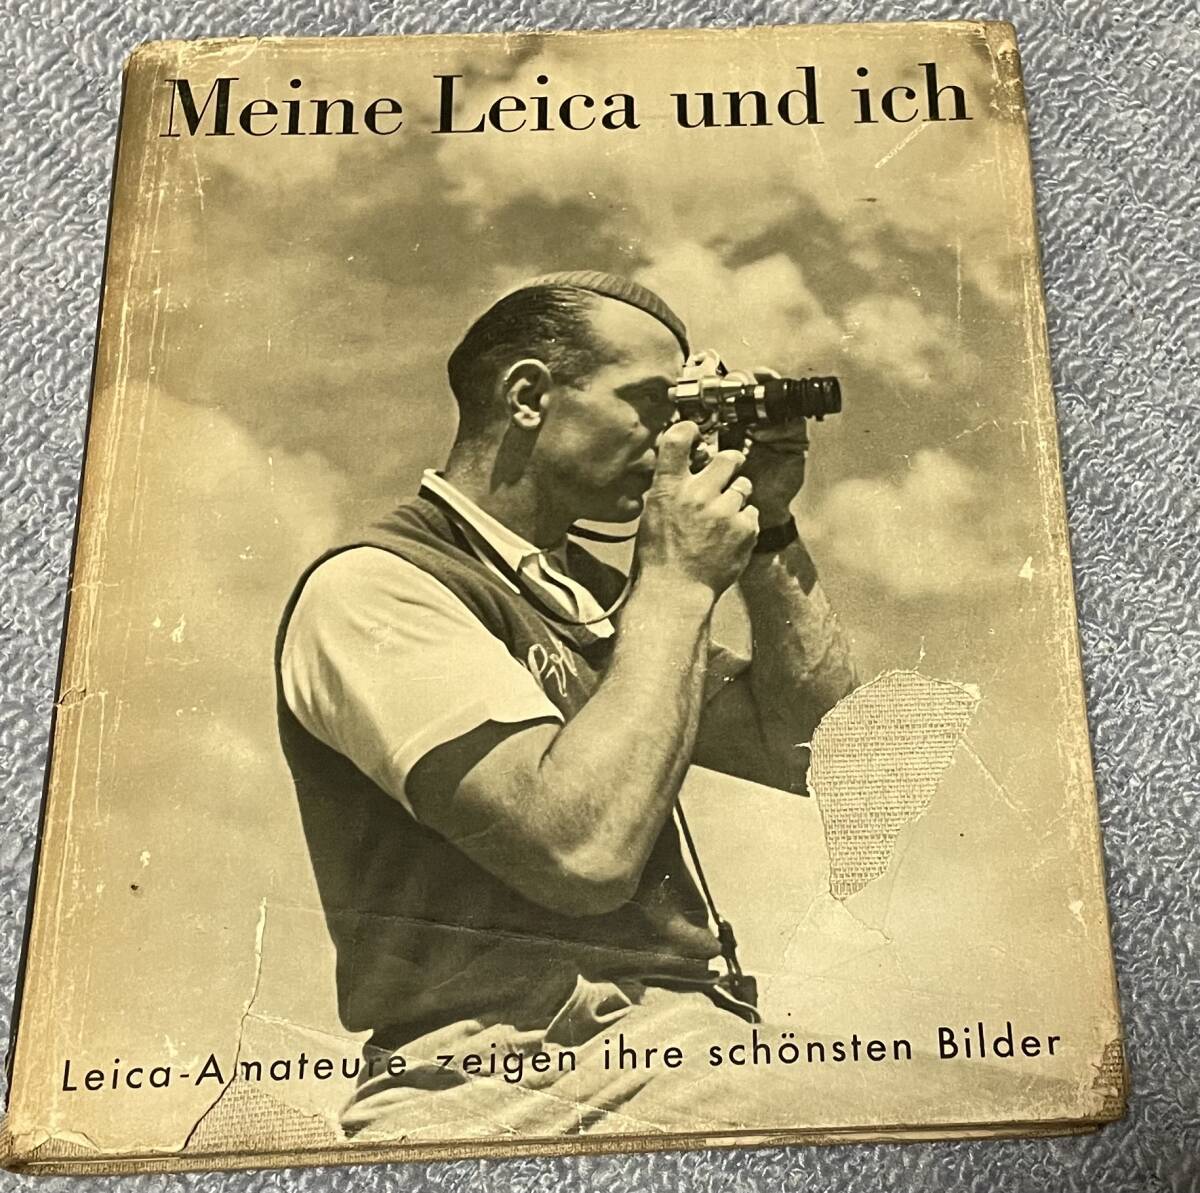 Meine Leica und ich
Leica-Amateure zeigen ihre schönsten Bilder